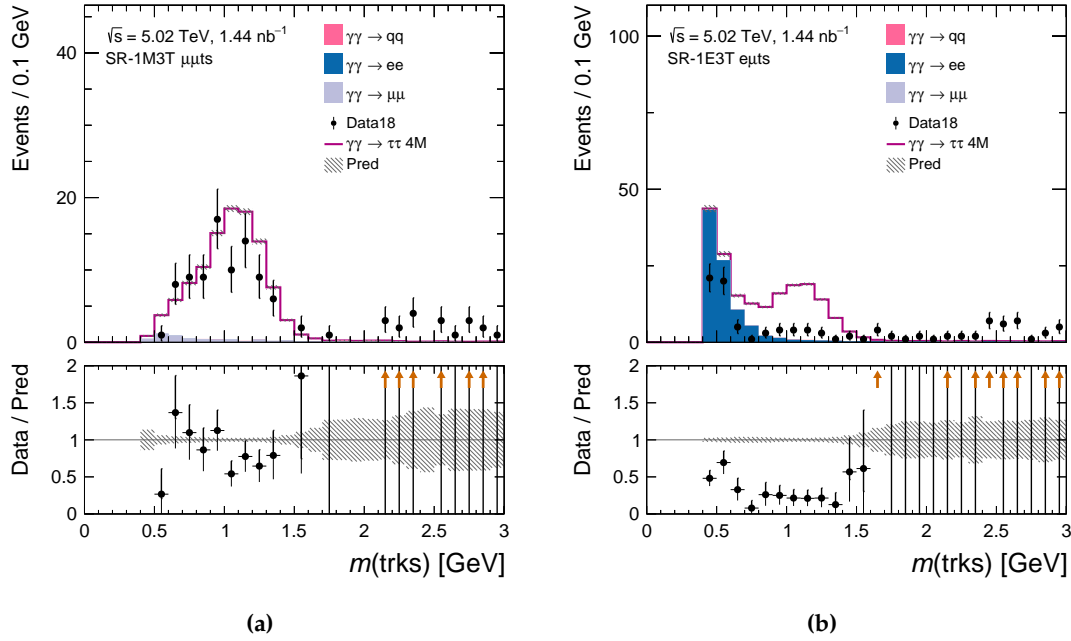 Events / 0.1 GeV
40
20
0
√s = 5.02 TeV, 1.44 nb⁻¹
SR-1M3T μμts
γγ → qq
γγ → ee
γγ → μμ
Data18
γγ → ττ 4M
Pred
Data / Pred
2
1.5
1
0.5
0
0 0.5 1 1.5 2 2.5 3
m(trks) [GeV]
(a)
Events / 0.1 GeV
100
50
0
√s = 5.02 TeV, 1.44 nb⁻¹
SR-1E3T eμts
γγ → qq
γγ → ee
γγ → μμ
Data18
γγ → ττ 4M
Pred
Data / Pred
2
1.5
1
0.5
0
0 0.5 1 1.5 2 2.5 3
m(trks) [GeV]
(b)